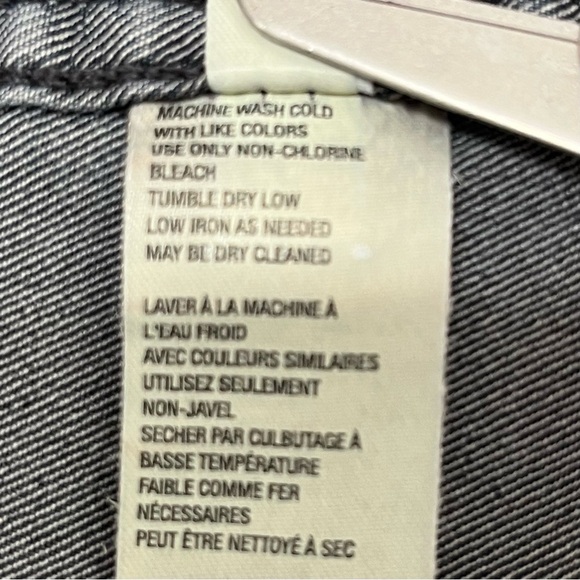 MACHINE WASH COLD
WITH LIKE COLORS
USE ONLY NON-CHLORINE
BLEACH
TUMBLE DRY LOW
LOW IRON AS NEEDED
MAY BE DRY CLEANED
LAVER À LA MACHINE À
L'EAU FROID
AVEC COULEURS SIMILAIRES
UTILISEZ SEULEMENT
NON-JAVEL
SECHER PAR CULBUTAGE À
BASSE TEMPÉRATURE
FAIBLE COMME FER
NÉCESSAIRES
PEUT ÊTRE NETTOYÉ À SEC